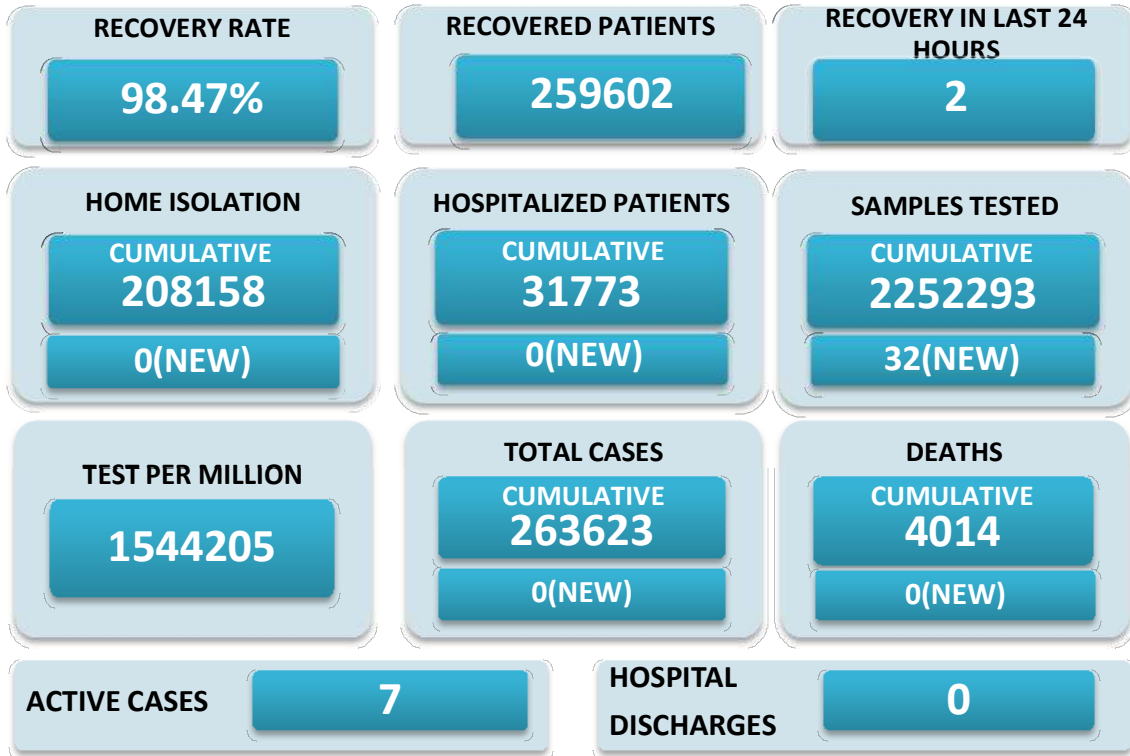 RECOVERY RATE
98.47%
RECOVERED PATIENTS
259602
RECOVERY IN LAST 24
HOURS
2
HOME ISOLATION
CUMULATIVE
208158
0(NEW)
HOSPITALIZED PATIENTS
CUMULATIVE
31773
0(NEW)
SAMPLES TESTED
CUMULATIVE
2252293
32(NEW)
TEST PER MILLION
1544205
TOTAL CASES
CUMULATIVE
263623
0(NEW)
DEATHS
CUMULATIVE
4014
0(NEW)
ACTIVE CASES
7
HOSPITAL
DISCHARGES
0